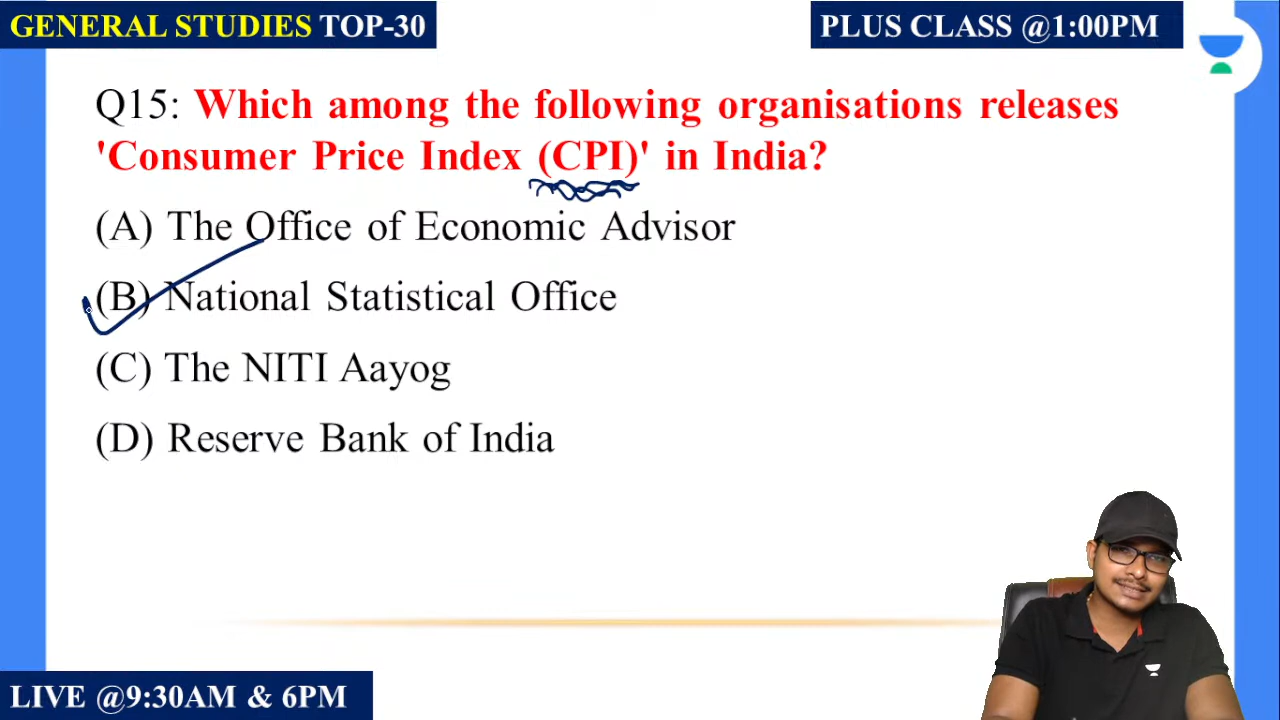 GENERAL STUDIES TOP-30
PLUS CLASS @1:00PM
Q15: Which among the following organisations releases
'Consumer Price Index (CPI)' in India?
(A) The Office of Economic Advisor
(B) National Statistical Office
(C) The NITI Aayog
(D) Reserve Bank of India
LIVE @9:30AM & 6PM